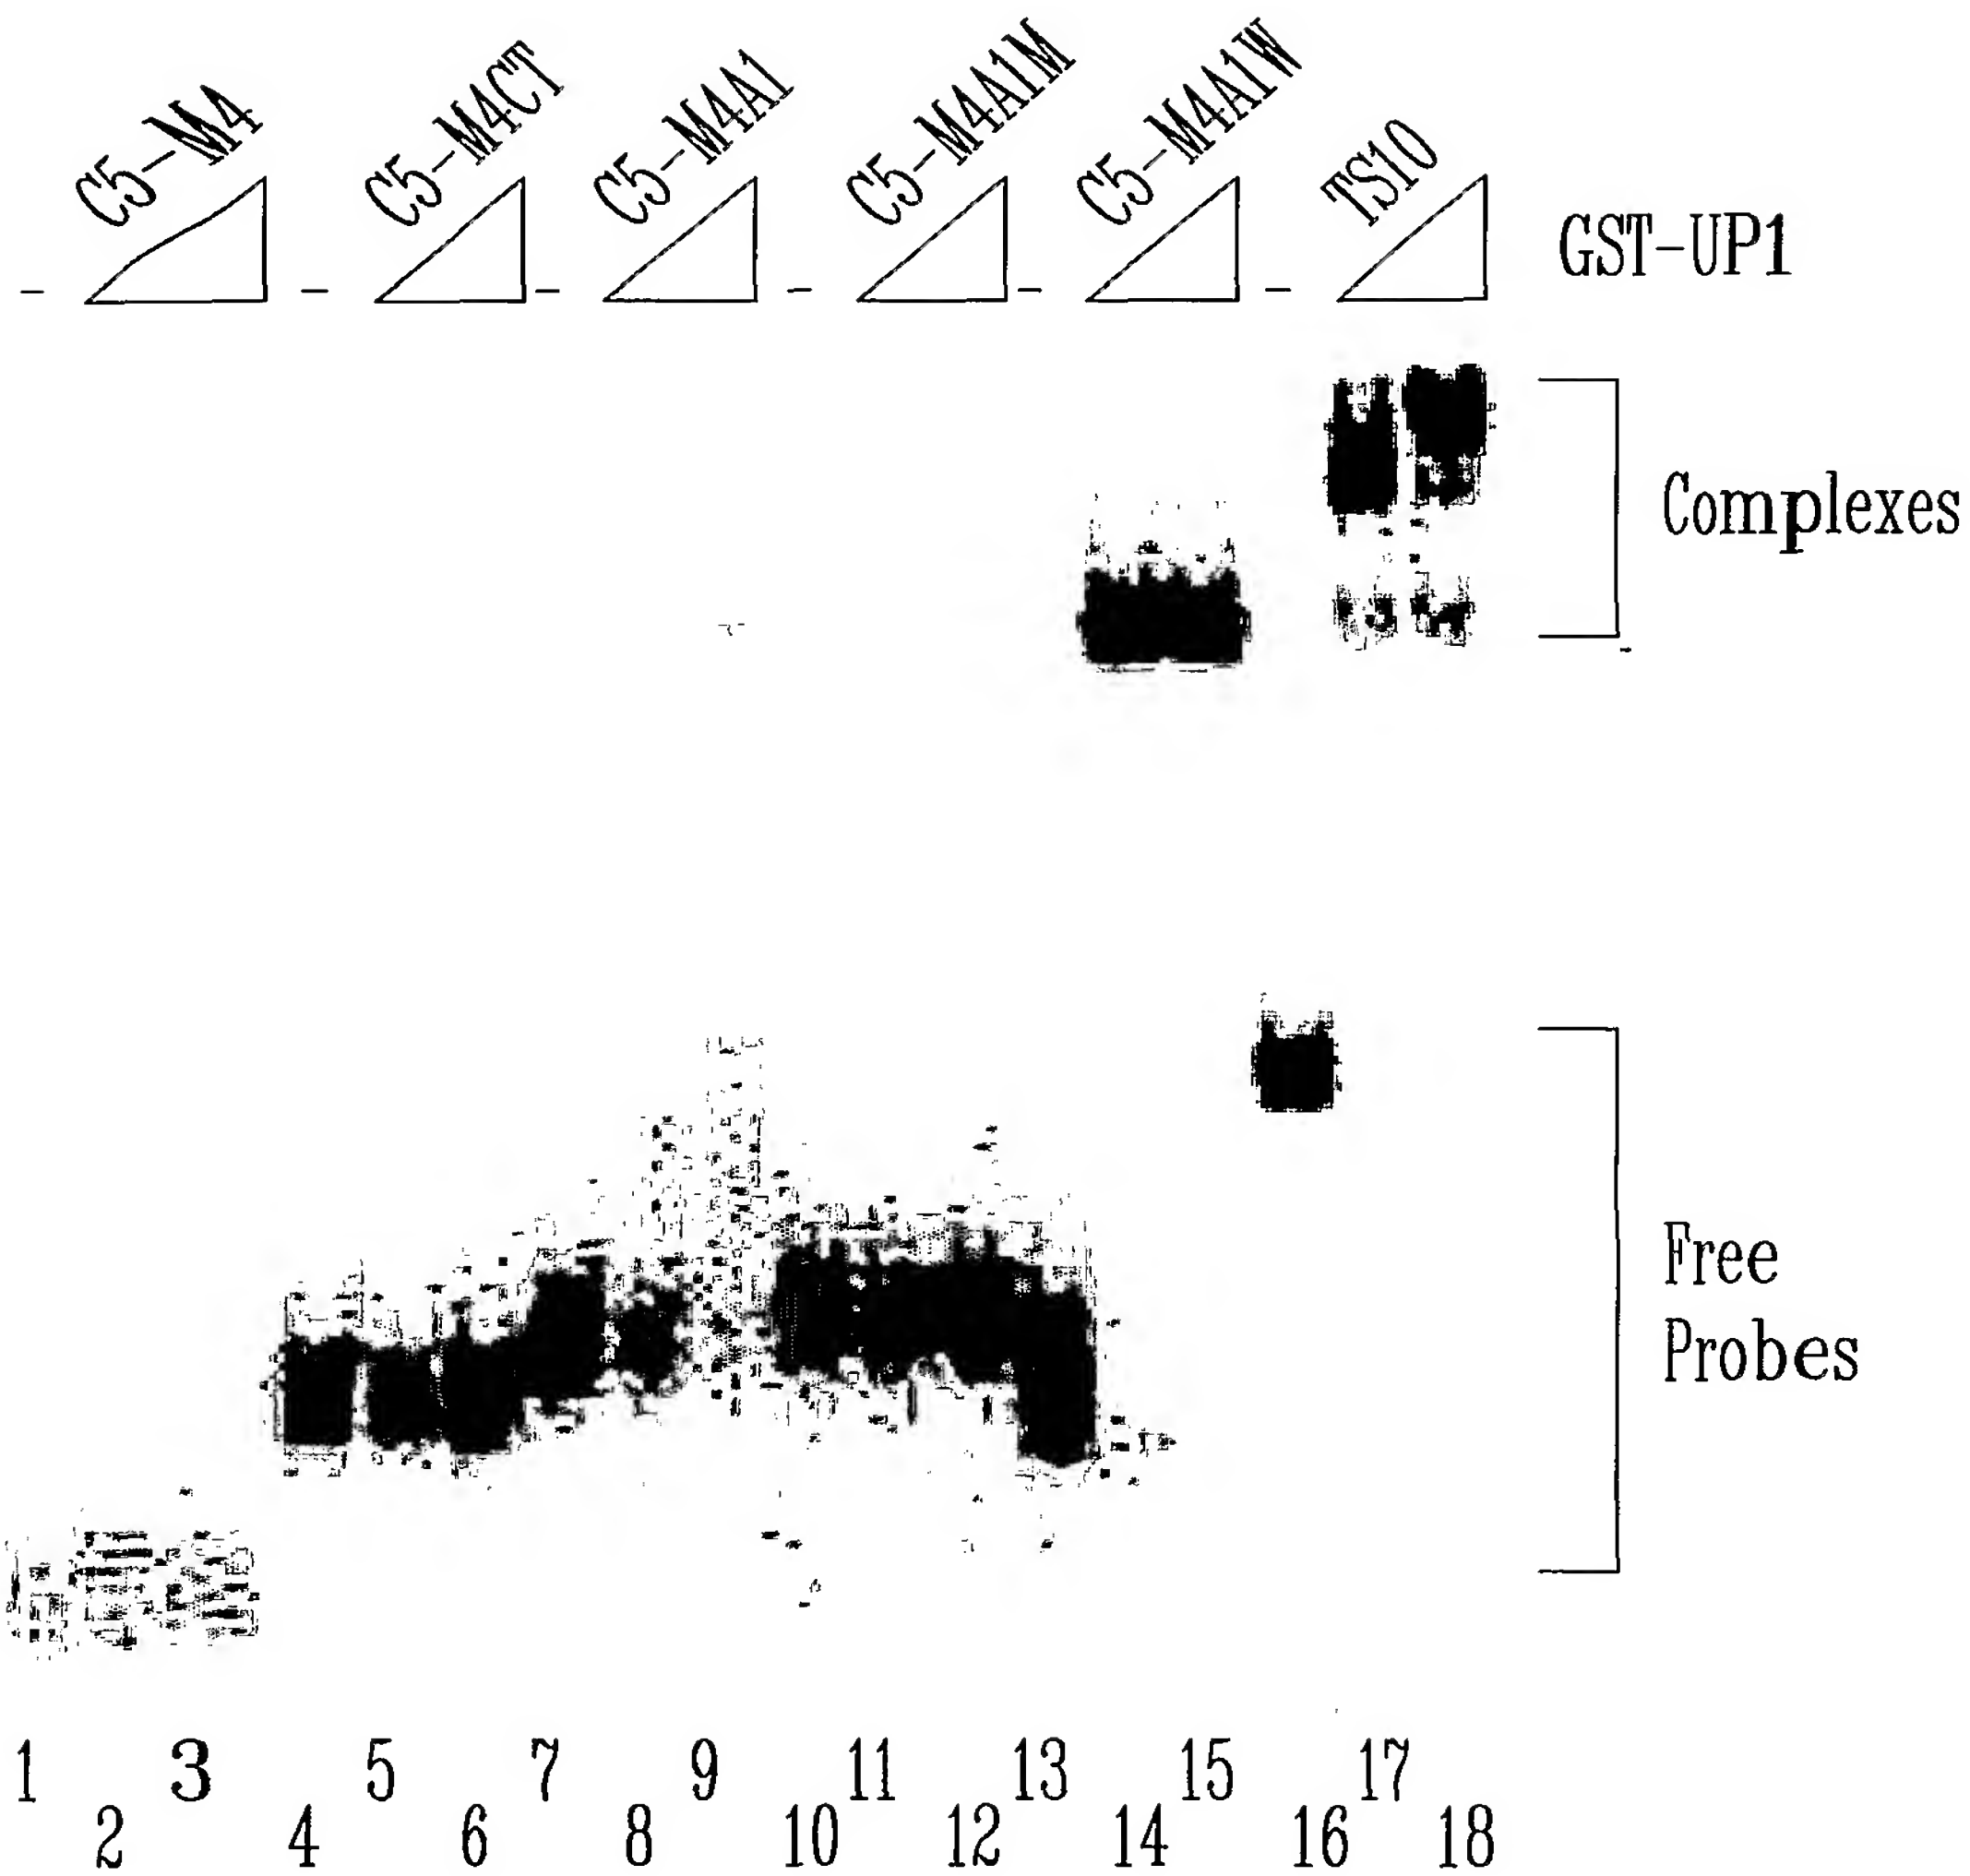 C5-M4
C5-M4CT
C5-M4A1
C5-M4A1M
C5-M4A1W
TS10
GST-UP1
- - - - - -
Complexes
Free
Probes
1 3 5 7 9 11 13 15 17
2 4 6 8 10 12 14 16 18